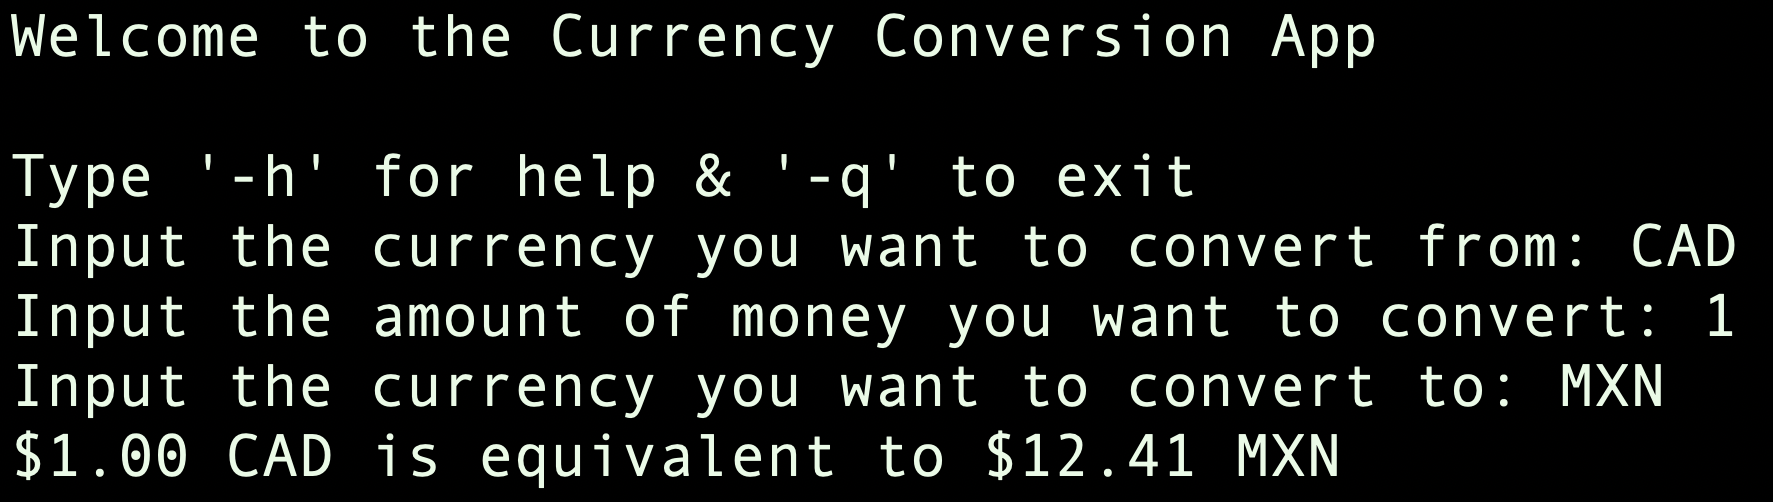 Welcome to the Currency Conversion App
Type '-h' for help & '-q' to exit
Input the currency you want to convert from: CAD
Input the amount of money you want to convert: 1
Input the currency you want to convert to: MXN
$1.00 CAD is equivalent to $12.41 MXN